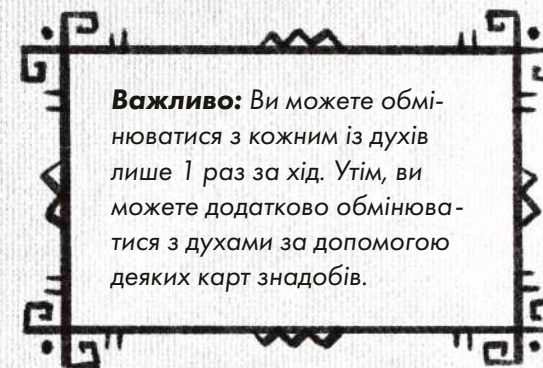 Важливо: Ви можете обмі-
нюватися з кожним із духів
лише 1 раз за хід. Утім, ви
можете додатково обмінюва-
тися з духами за допомогою
деяких карт знадобів.